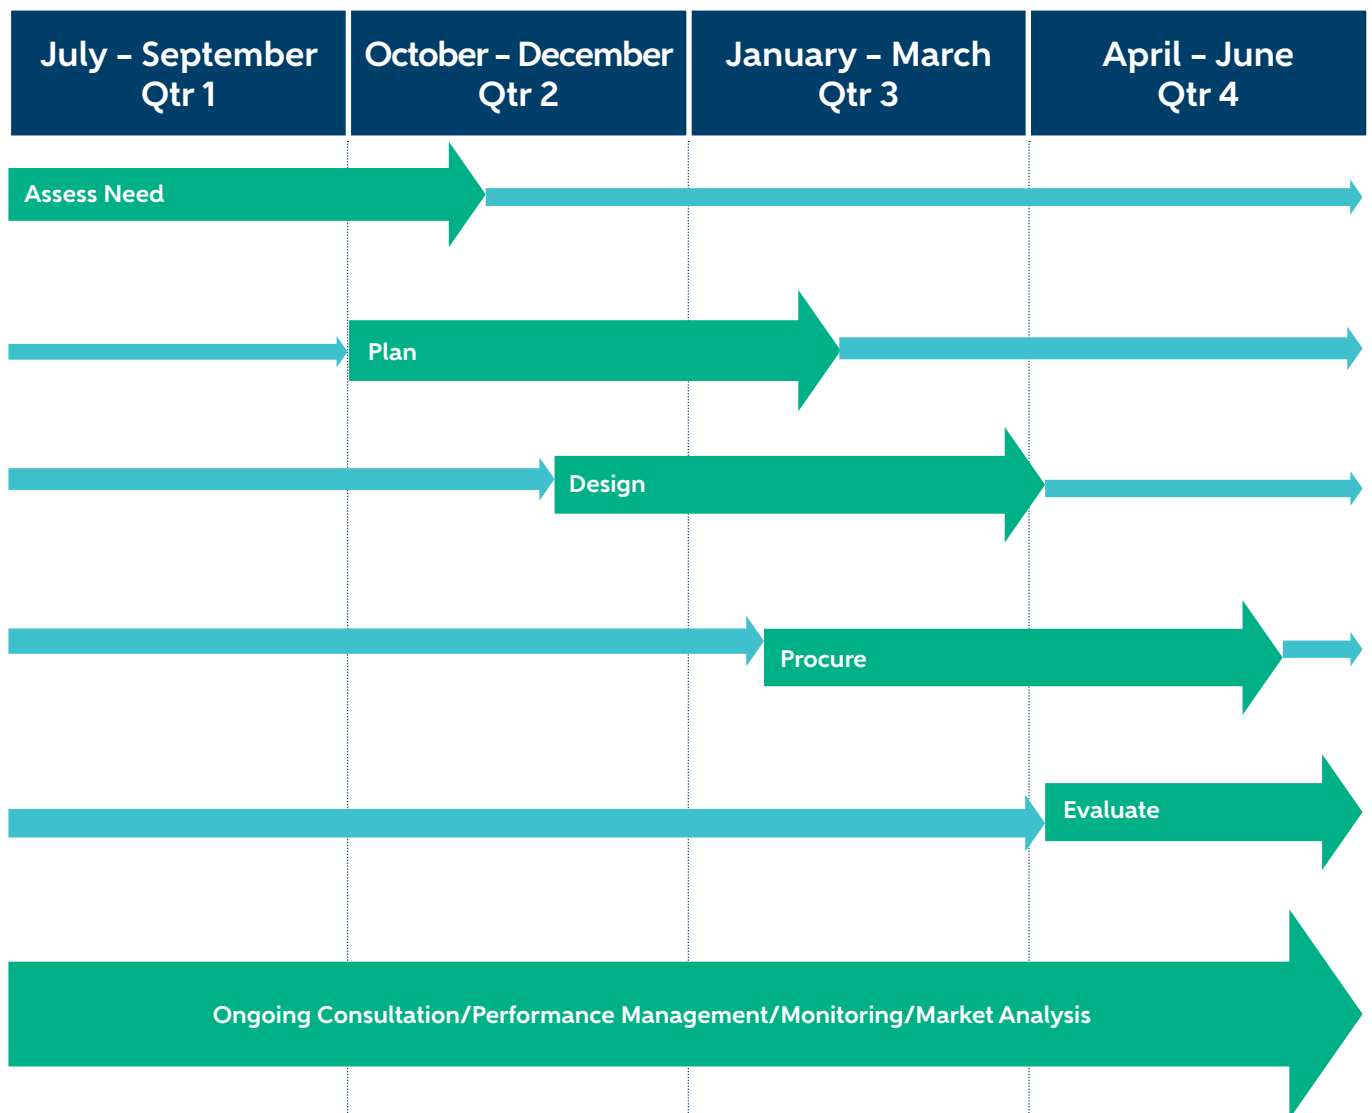 July – September
Qtr 1
October – December
Qtr 2
January – March
Qtr 3
April – June
Qtr 4
Assess Need
Plan
Design
Procure
Evaluate
Ongoing Consultation/Performance Management/Monitoring/Market Analysis